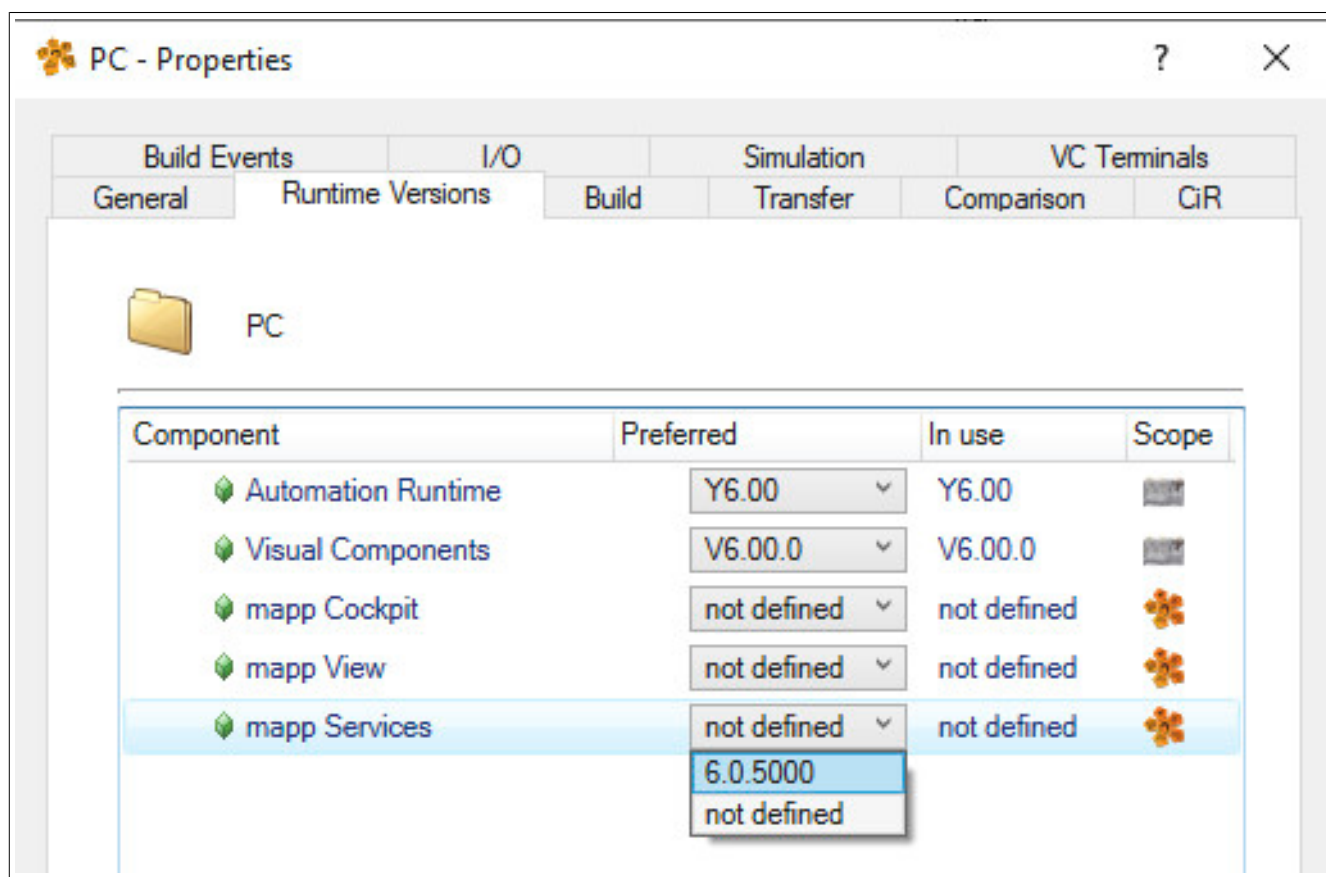 PC - Properties ?
Build Events I/O Simulation VC Terminals
General Runtime Versions Build Transfer Comparison CiR
PC
Component Preferred In use Scope
Automation Runtime Y6.00 Y6.00
Visual Components V6.00.0 V6.00.0
mapp Cockpit not defined not defined
mapp View not defined not defined
mapp Services not defined not defined
6.0.5000
not defined